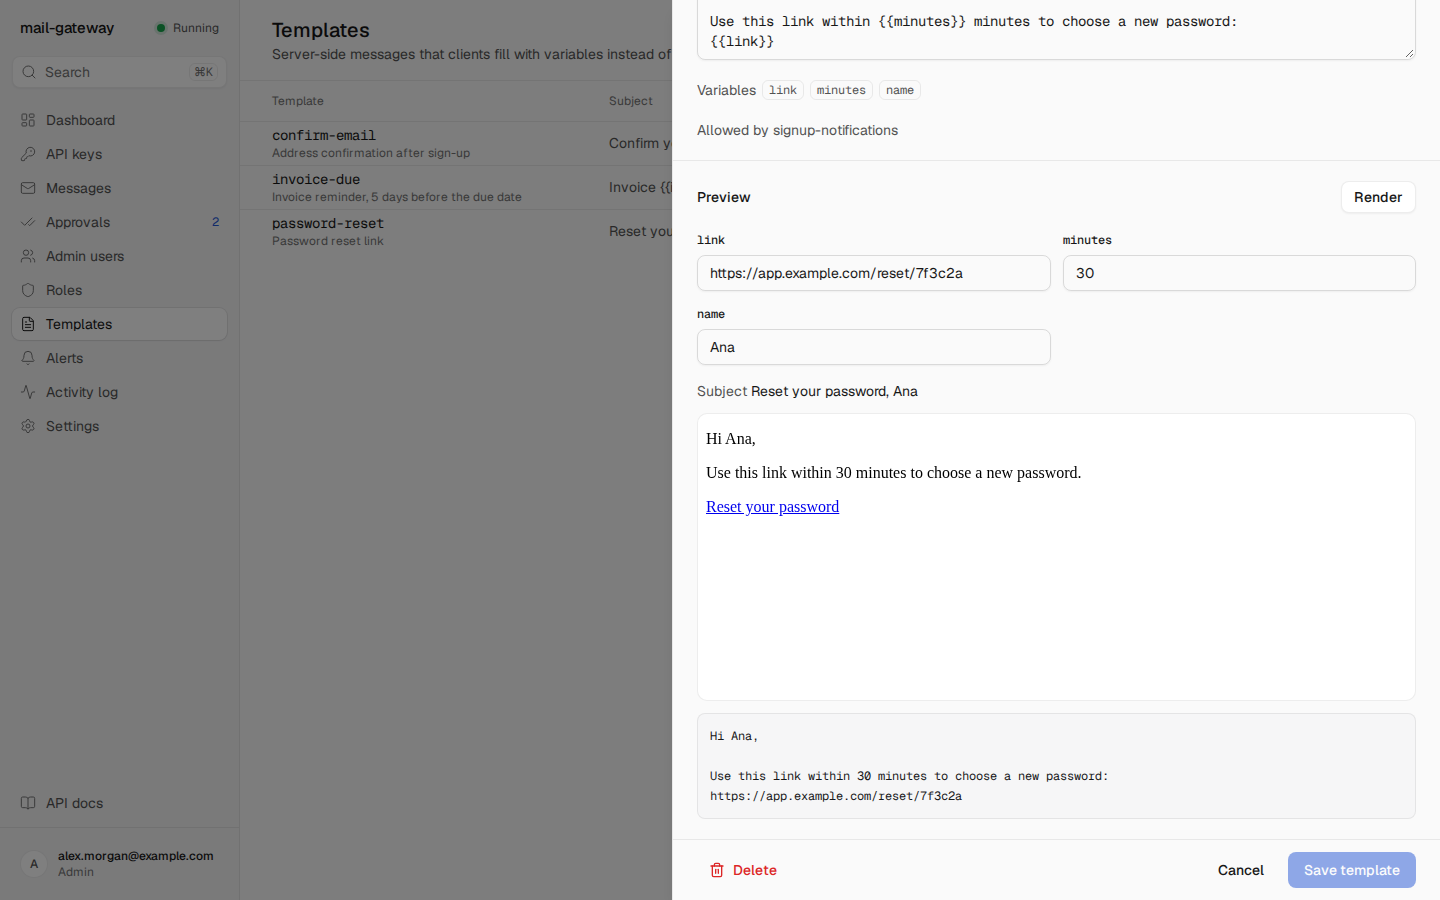 mail-gateway
Running
Search
⌘K
Dashboard
API keys
Messages
Approvals
2
Admin users
Roles
Templates
Alerts
Activity log
Settings
API docs
A
alex.morgan@example.com
Admin
Templates
Server-side messages that clients fill with variables instead of
Template
Subject
confirm-email
Address confirmation after sign-up
Confirm
invoice-due
Invoice reminder, 5 days before the due date
Invoice {{
password-reset
Password reset link
Reset you
Use this link within {{minutes}} minutes to choose a new password:
{{link}}
Variables link minutes name
Allowed by signup-notifications
Preview
Render
link
minutes
https://app.example.com/reset/7f3c2a
30
name
Ana
Subject Reset your password, Ana
Hi Ana,
Use this link within 30 minutes to choose a new password.
Reset your password
Hi Ana,
Use this link within 30 minutes to choose a new password:
https://app.example.com/reset/7f3c2a
Delete
Cancel
Save template